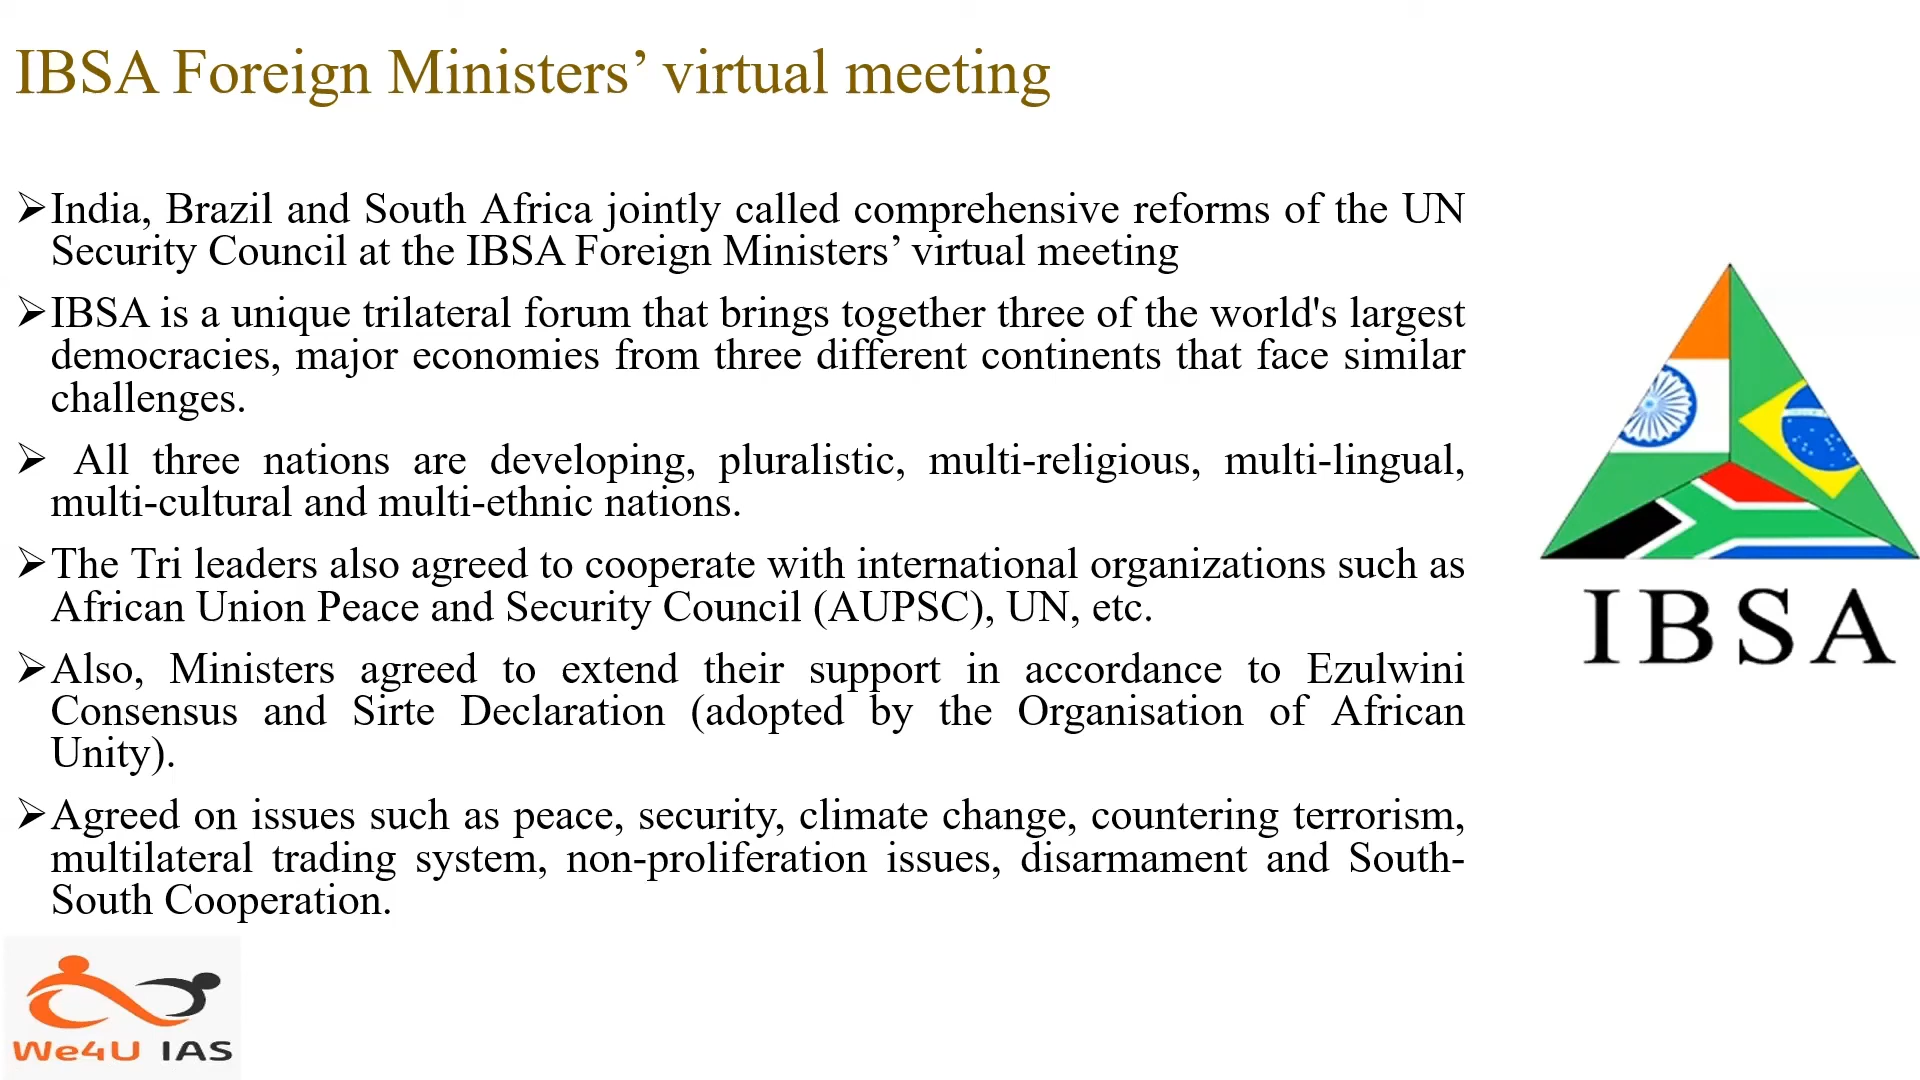 IBSA Foreign Ministers’ virtual meeting
➢India, Brazil and South Africa jointly called comprehensive reforms of the UN
Security Council at the IBSA Foreign Ministers’ virtual meeting
➢IBSA is a unique trilateral forum that brings together three of the world's largest
democracies, major economies from three different continents that face similar
challenges.
➢ All three nations are developing, pluralistic, multi-religious, multi-lingual,
multi-cultural and multi-ethnic nations.
➢The Tri leaders also agreed to cooperate with international organizations such as
African Union Peace and Security Council (AUPSC), UN, etc.
➢Also, Ministers agreed to extend their support in accordance to Ezulwini
Consensus and Sirte Declaration (adopted by the Organisation of African
Unity).
➢Agreed on issues such as peace, security, climate change, countering terrorism,
multilateral trading system, non-proliferation issues, disarmament and South-
South Cooperation.
IBSA
We4U IAS